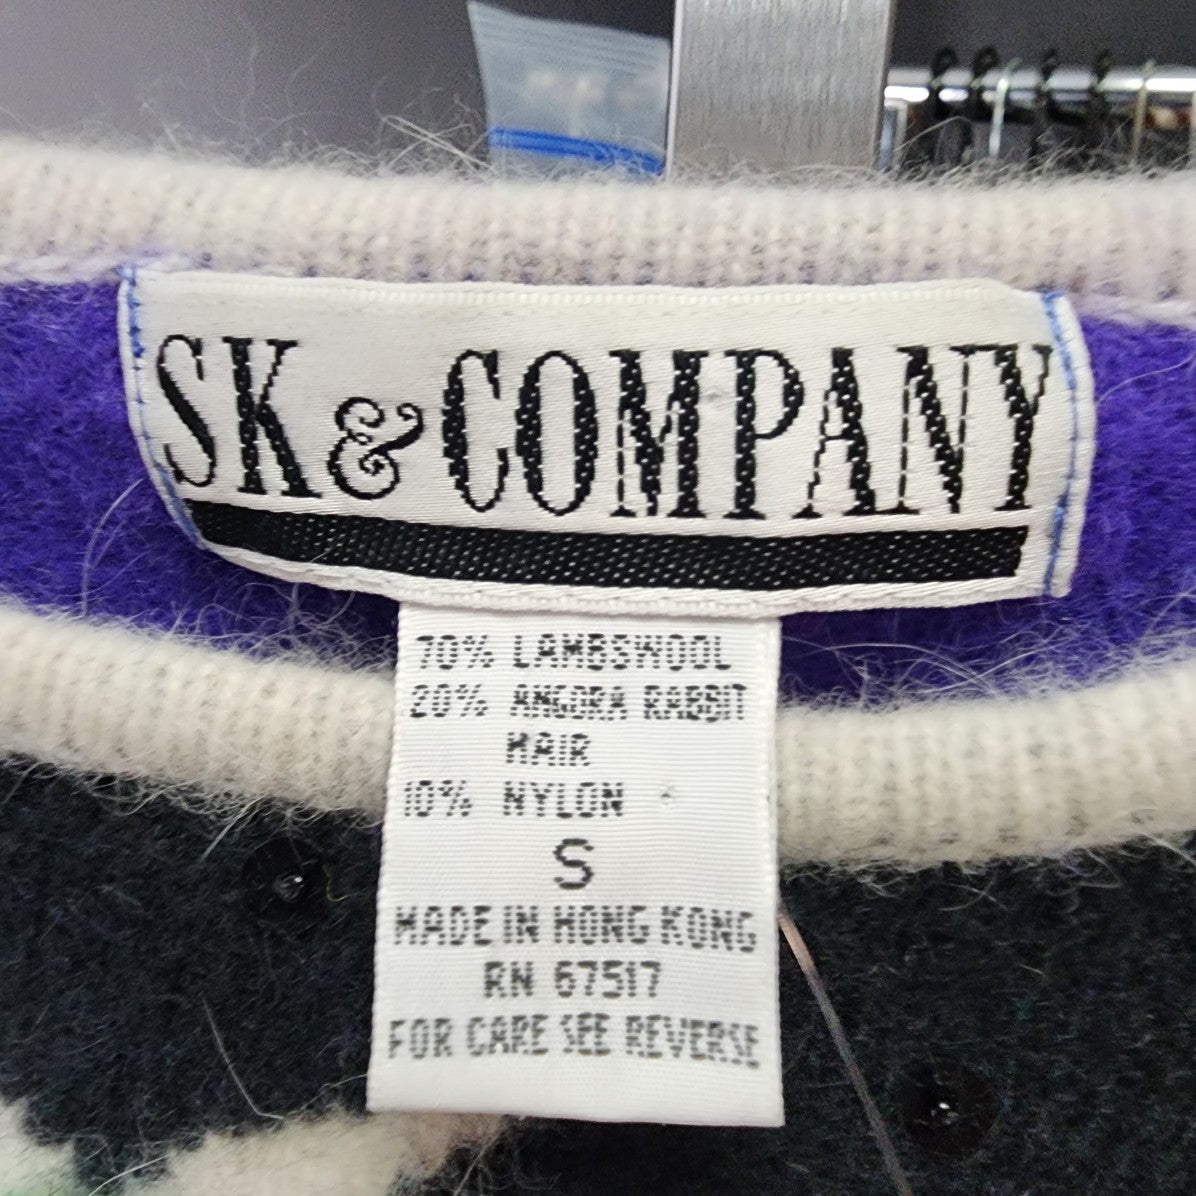 SK & COMPANY
70% LAMBSWOOL
20% ANGORA RABBIT
HAIR
10% NYLON
S
MADE IN HONG KONG
RN 67517
FOR CARE SEE REVERSE